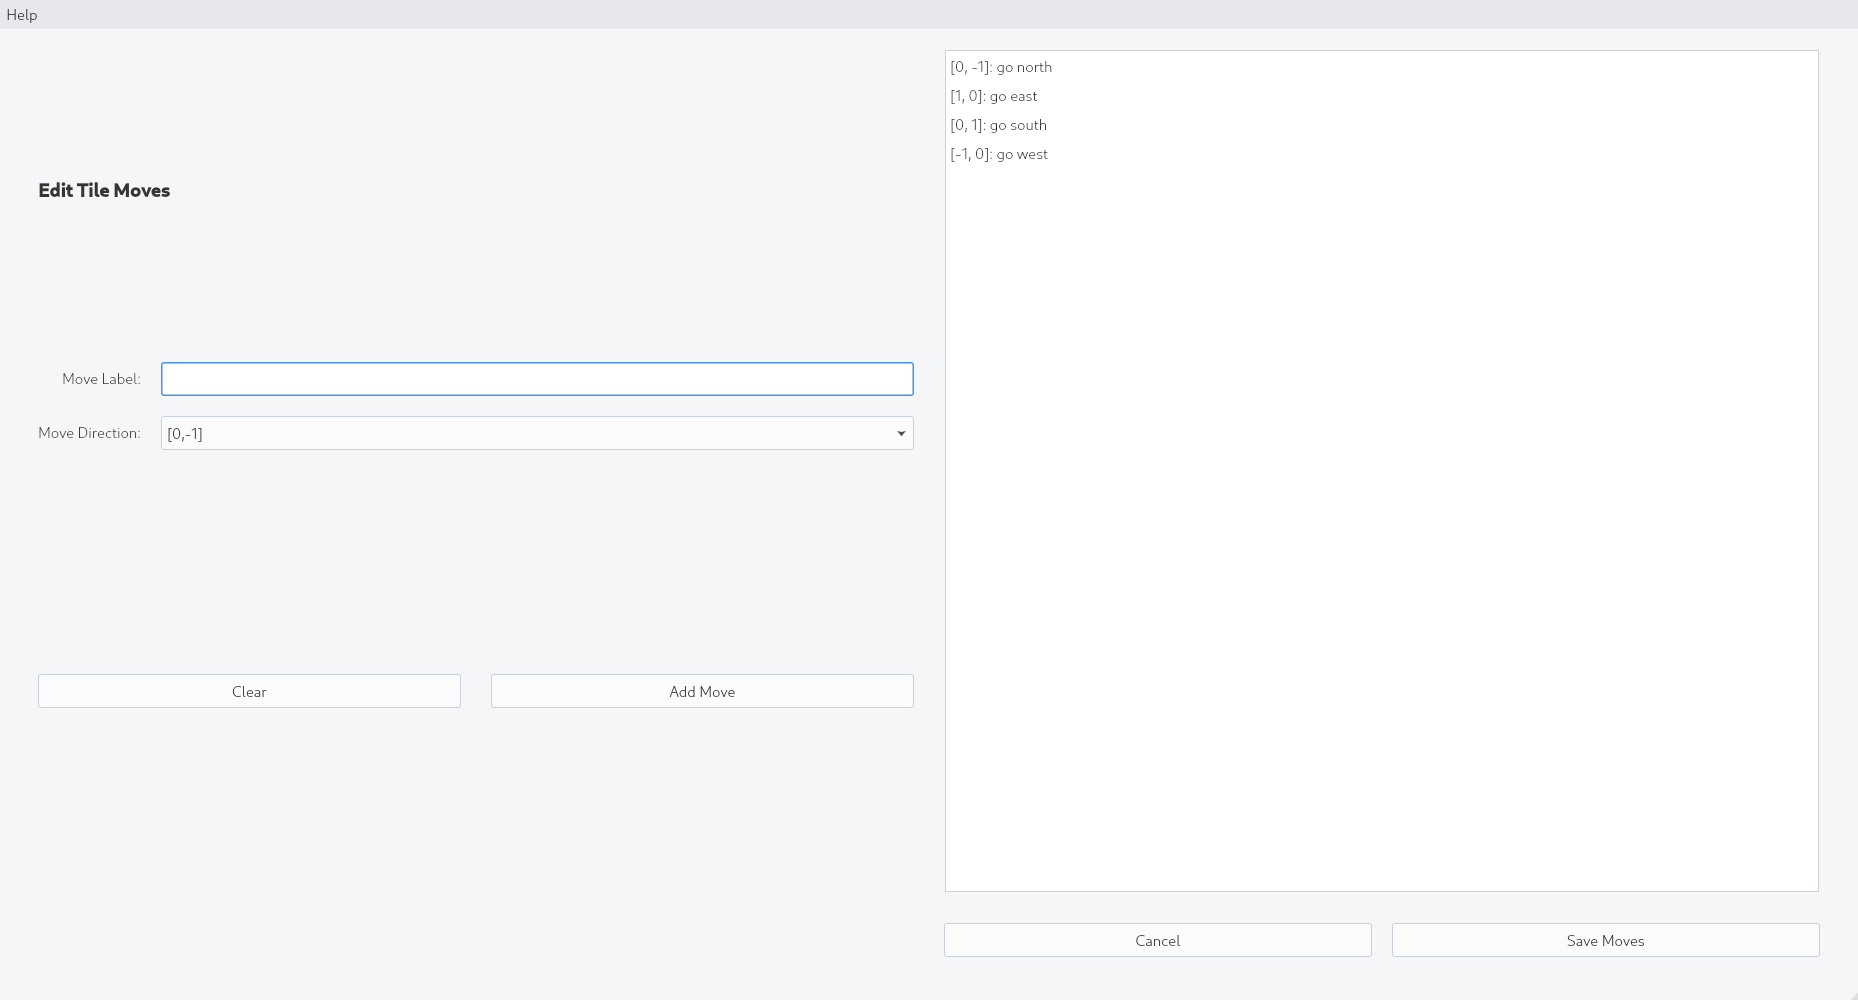 Help
Edit Tile Moves
Move Label:
Move Direction: [0,-1]
Clear
Add Move
[0, -1]: go north
[1, 0]: go east
[0, 1]: go south
[-1, 0]: go west
Cancel
Save Moves